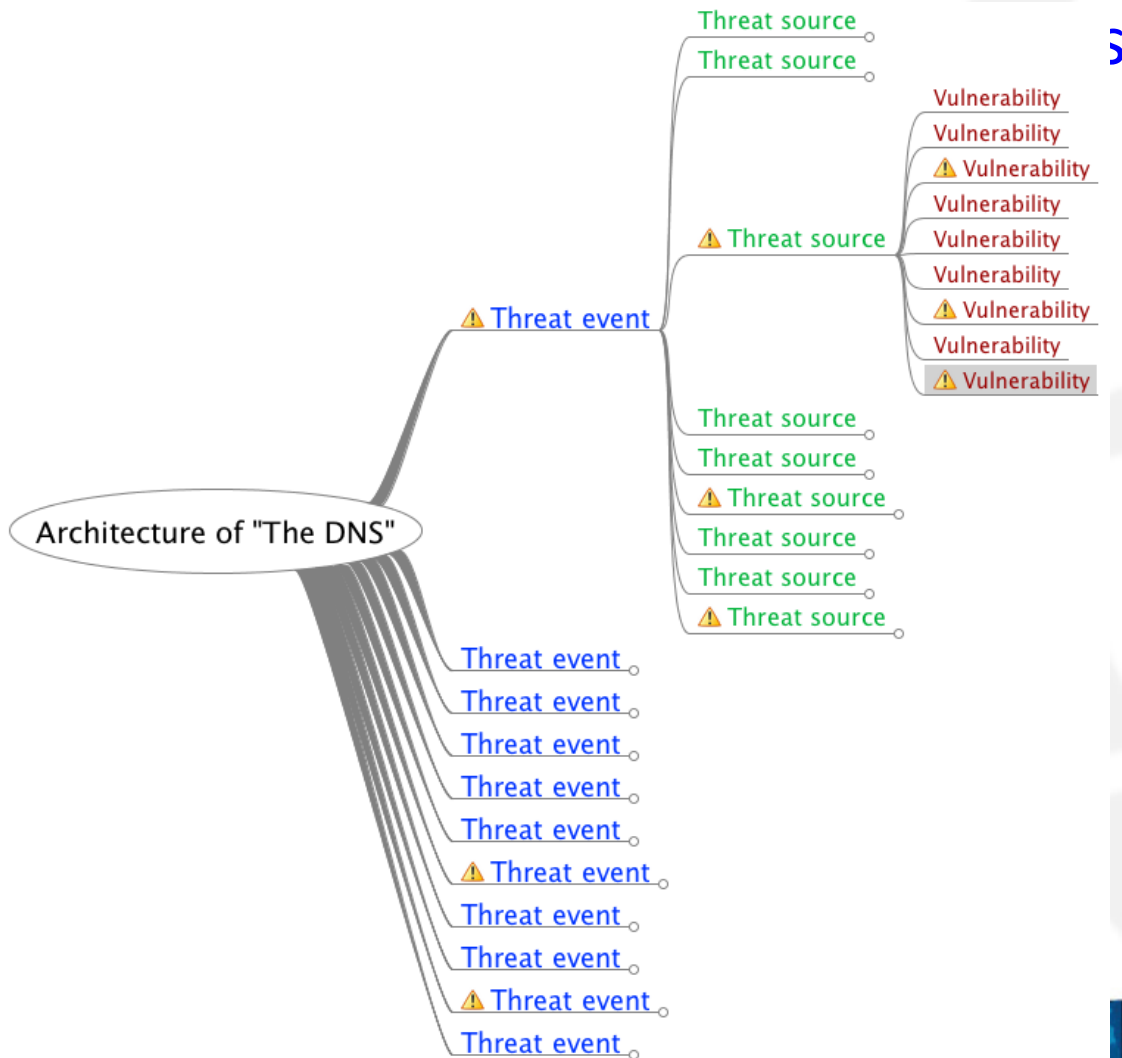 Threat source
Threat source
Vulnerability
Vulnerability
Vulnerability
Vulnerability
Threat source
Vulnerability
Vulnerability
Threat event
Vulnerability
Vulnerability
Vulnerability
Threat source
Threat source
Threat source
Architecture of "The DNS"
Threat source
Threat source
Threat source
Threat event
Threat event
Threat event
Threat event
Threat event
Threat event
Threat event
Threat event
Threat event
Threat event